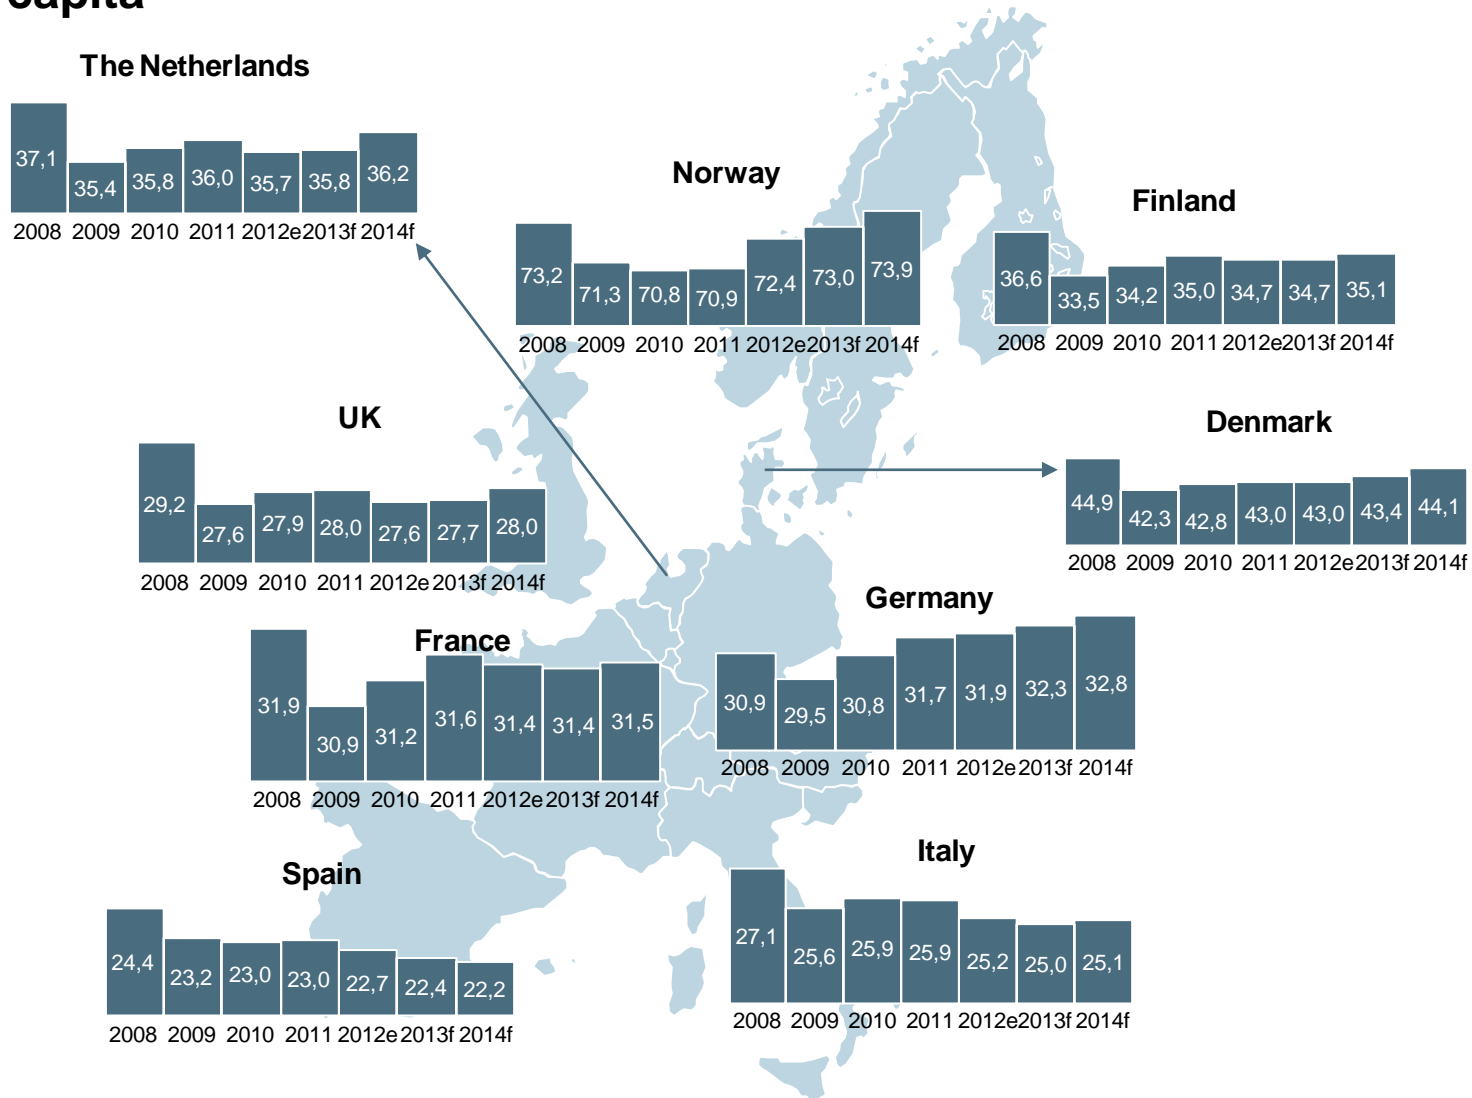 capita
The Netherlands
37,1 35,4 35,8 36,0 35,7 35,8 36,2
2008 2009 2010 2011 2012e 2013f 2014f
Norway
73,2 71,3 70,8 70,9 72,4 73,0 73,9
2008 2009 2010 2011 2012e 2013f 2014f
Finland
36,6 33,5 34,2 35,0 34,7 34,7 35,1
2008 2009 2010 2011 2012e 2013f 2014f
UK
29,2 27,6 27,9 28,0 27,6 27,7 28,0
2008 2009 2010 2011 2012e 2013f 2014f
Denmark
44,9 42,3 42,8 43,0 43,0 43,4 44,1
2008 2009 2010 2011 2012e 2013f 2014f
France
31,9 30,9 31,2 31,6 31,4 31,4 31,5
2008 2009 2010 2011 2012e 2013f 2014f
Germany
30,9 29,5 30,8 31,7 31,9 32,3 32,8
2008 2009 2010 2011 2012e 2013f 2014f
Spain
24,4 23,2 23,0 23,0 22,7 22,4 22,2
2008 2009 2010 2011 2012e 2013f 2014f
Italy
27,1 25,6 25,9 25,9 25,2 25,0 25,1
2008 2009 2010 2011 2012e 2013f 2014f